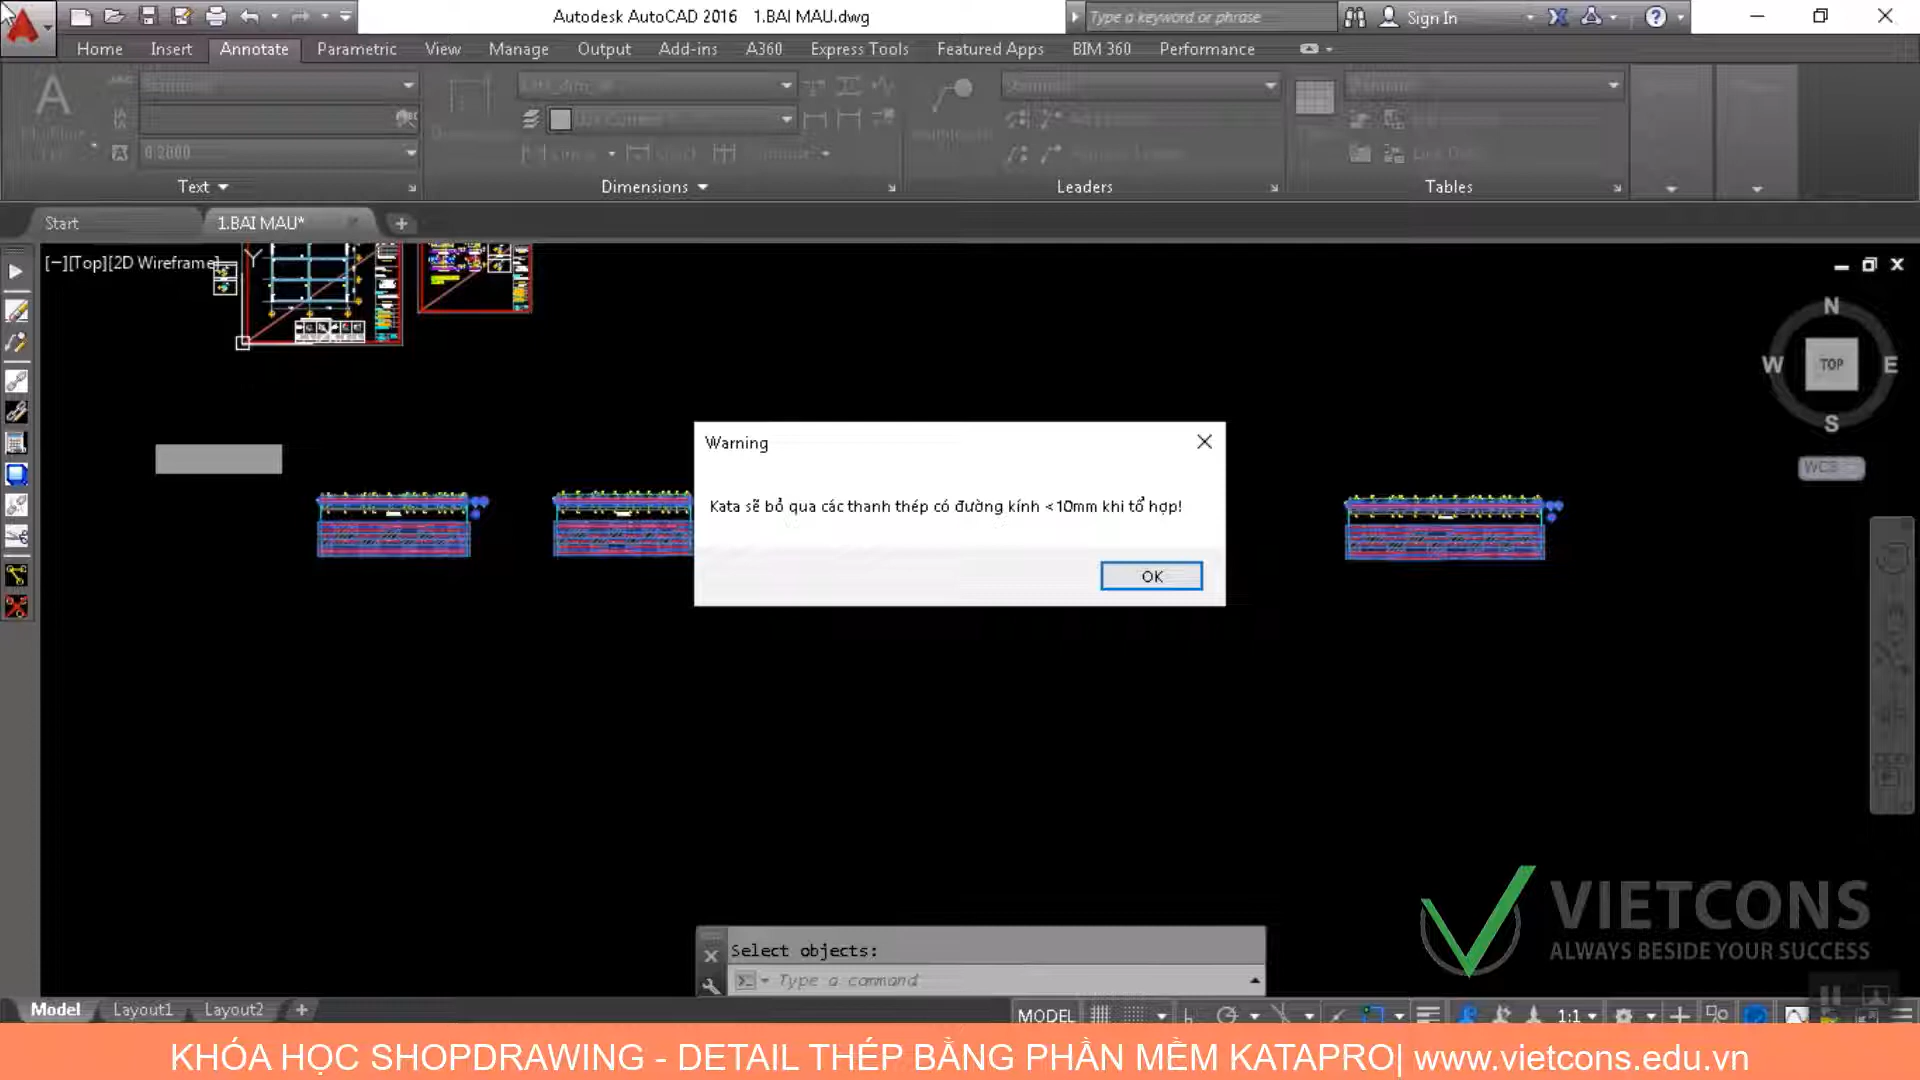 Autodesk AutoCAD 2016 1.BAI MAU.dwg
Type a keyword or phrase
Sign In
Home Insert Annotate Parametric View Manage Output Add-ins A360 Express Tools Featured Apps BIM 360 Performance
0.2000
Text Dimensions Leaders Tables
Start 1.BAI MAU*
[−][Top][2D Wireframe
Y
N
W TOP E
S
WCS
Warning
Kata sẽ bỏ qua các thanh thép có đường kính <10mm khi tổ hợp!
OK
VIETCONS
ALWAYS BESIDE YOUR SUCCESS
Select objects:
Type a command
Model Layout1 Layout2
MODEL 1:1
KHÓA HỌC SHOPDRAWING - DETAIL THÉP BẰNG PHẦN MỀM KATAPRO| www.vietcons.edu.vn